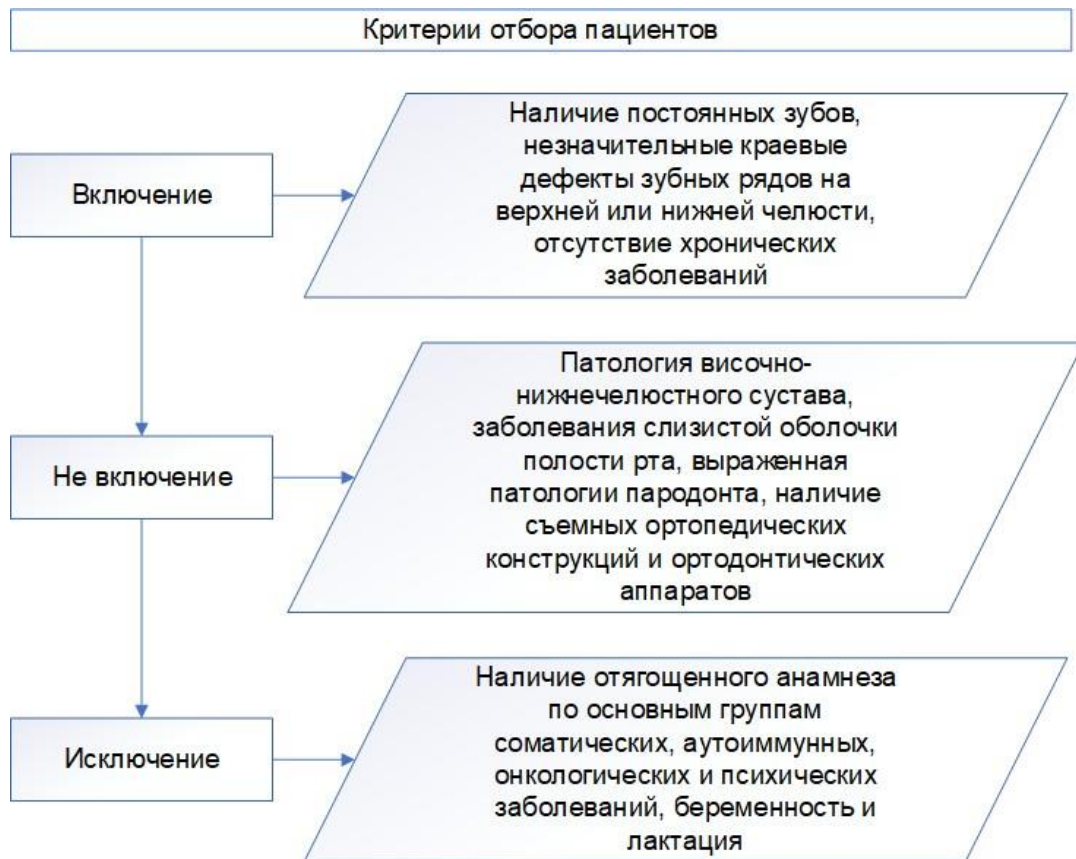 Критерии отбора пациентов
Включение
Наличие постоянных зубов,
незначительные краевые
дефекты зубных рядов на
верхней или нижней челюсти,
отсутствие хронических
заболеваний
Не включение
Патология височно-
нижнечелюстного сустава,
заболевания слизистой оболочки
полости рта, выраженная
патологии пародонта, наличие
съемных ортопедических
конструкций и ортодонтических
аппаратов
Исключение
Наличие отягощенного анамнеза
по основным группам
соматических, аутоиммунных,
онкологических и психических
заболеваний, беременность и
лактация